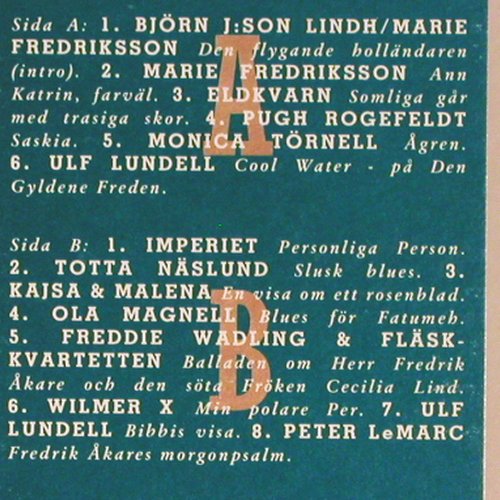 Sida A: 1. BJÖRN J:SON LINDH/MARIE
FREDRIKSSON Den flygande holländaren
(intro). 2. MARIE FREDRIKSSON Ann
Katrin, farväl. 3. ELDKVARN Somliga går
med trasiga skor. 4. PUGH ROGEFELDT
Saskia. 5. MONICA TÖRNELL Ågren.
6. ULF LUNDELL Cool Water - på Den
Gyldene Freden.
A
Sida B: 1. IMPERIET Personliga Person.
2. TOTTA NÄSLUND Slusk blues. 3.
KAJSA & MALENA En visa om ett rosenblad.
4. OLA MAGNELL Blues för Fatumeh.
5. FREDDIE WADLING & FLÄSK-
KVARTETTEN Balladen om Herr Fredrik
Åkare och den söta Fröken Cecilia Lind.
6. WILMER X Min polare Per. 7. ULF
LUNDELL Bibbis visa. 8. PETER LeMARC
Fredrik Åkares morgonpsalm.
B